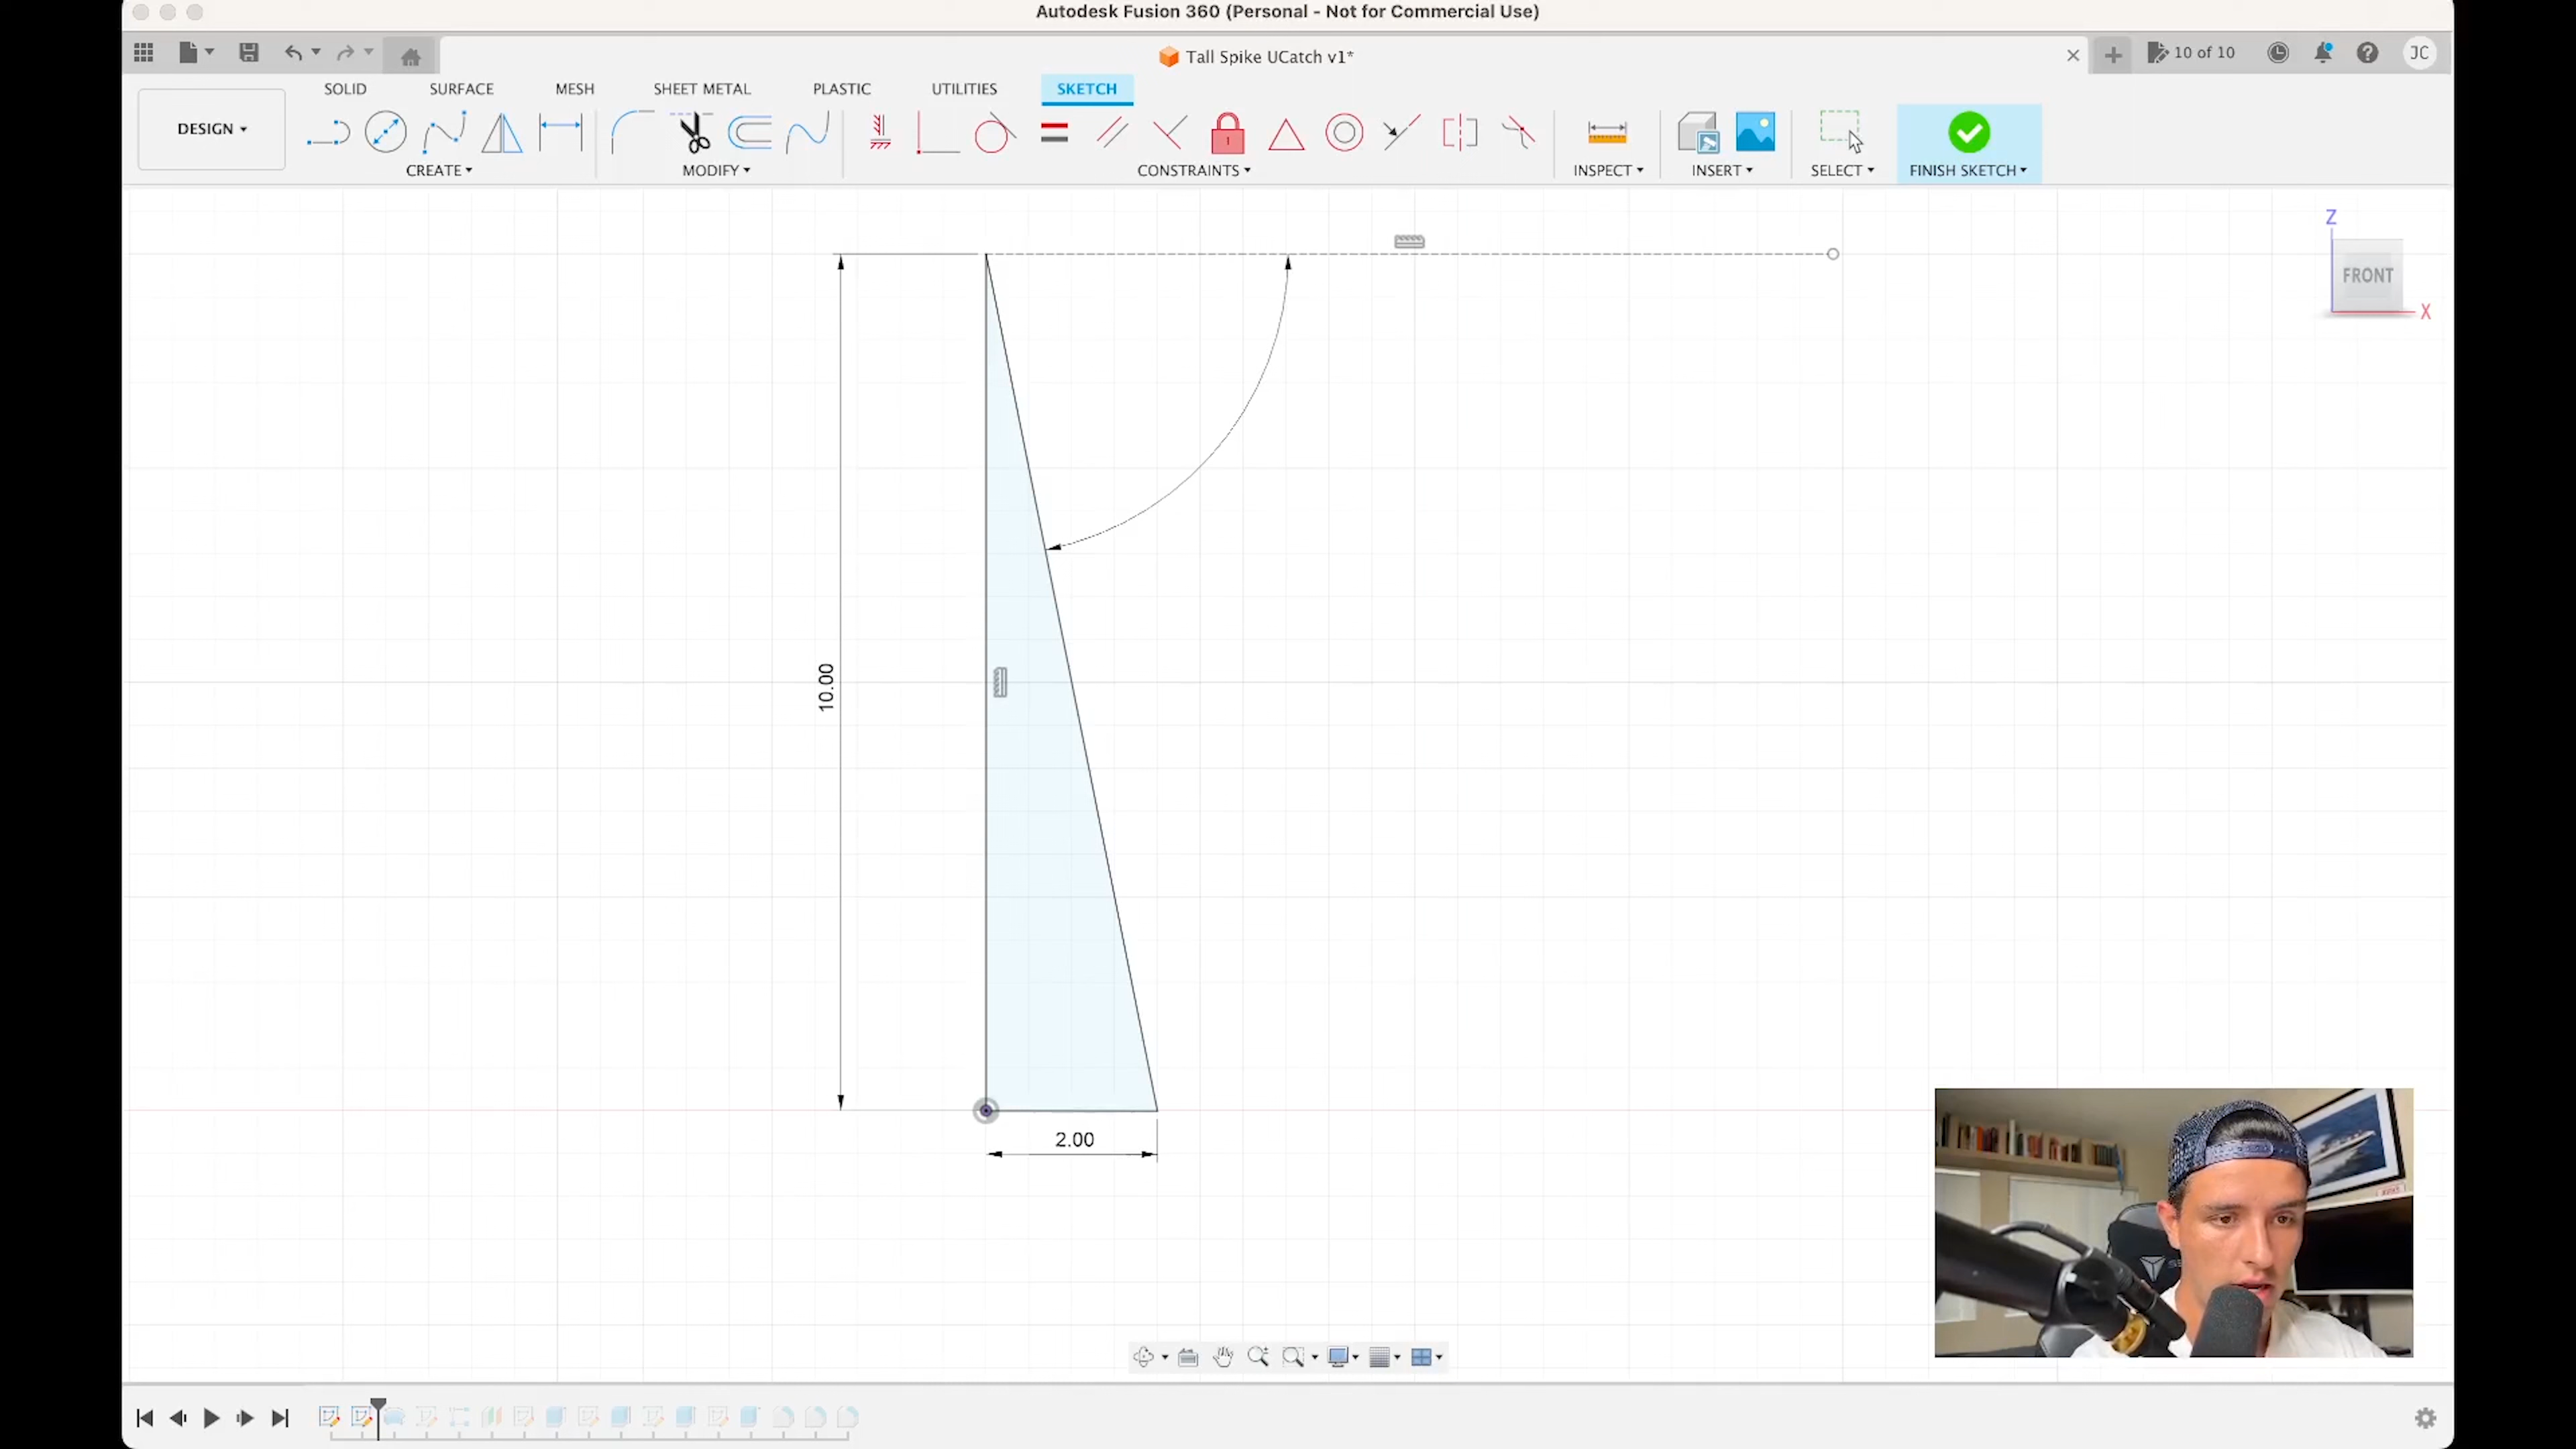 Autodesk Fusion 360 (Personal - Not for Commercial Use)
Tall Spike UCatch v1*
10 of 10
JC
SOLID
SURFACE
MESH
SHEET METAL
PLASTIC
UTILITIES
SKETCH
DESIGN
CREATE
MODIFY
CONSTRAINTS
INSPECT
INSERT
SELECT
FINISH SKETCH
Z
FRONT
X
10.00
2.00